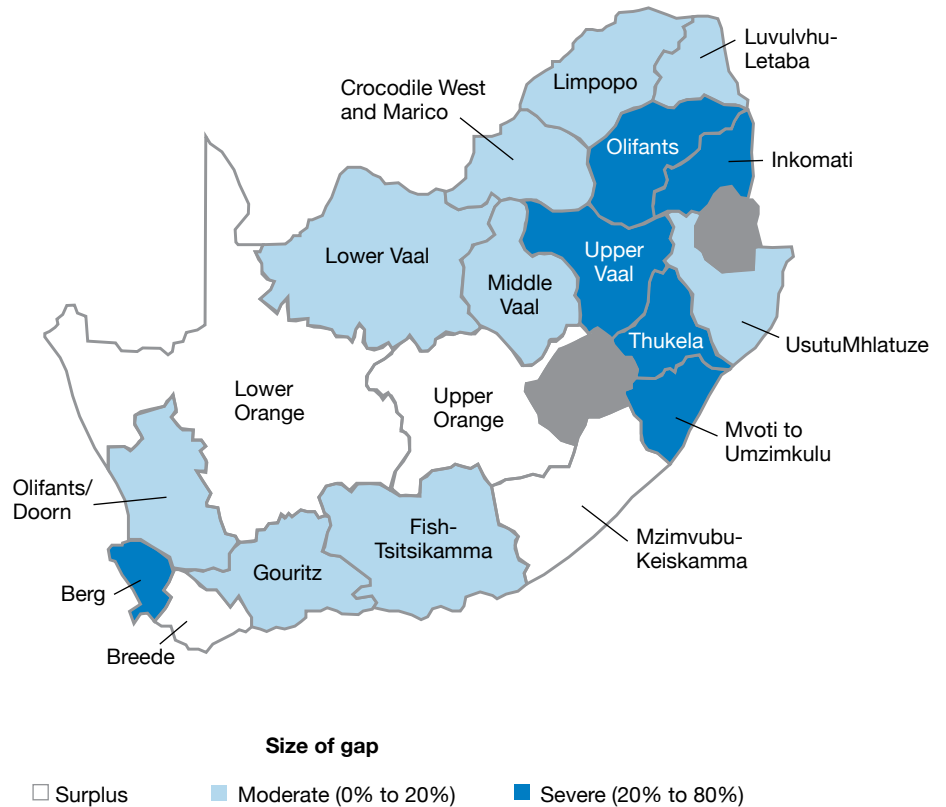 Luvulvhu-
Letaba
Limpopo
Crocodile West
and Marico
Olifants
Inkomati
Lower Vaal
Upper
Vaal
Middle
Vaal
Thukela
UsutuMhlatuze
Lower
Orange
Upper
Orange
Mvoti to
Umzimkulu
Olifants/
Doorn
Fish-
Tsitsikamma
Mzimvubu-
Keiskamma
Gouritz
Berg
Breede
Size of gap
Surplus
Moderate (0% to 20%)
Severe (20% to 80%)